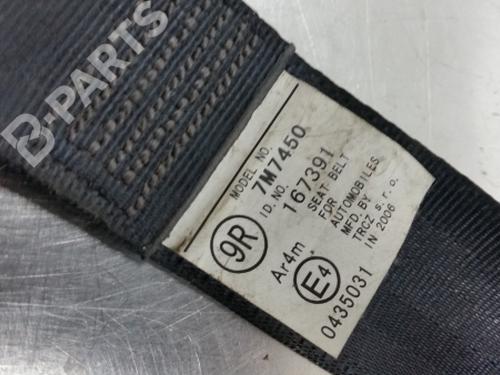 B-PARTS
MODEL NO.
7M7450
ID. NO.
167391
SEAT BELT
FOR
AUTOMOBILES
MFD. BY
TRCZ s.r.o.
IN 2006
9R
Ar4m
E4
0435031